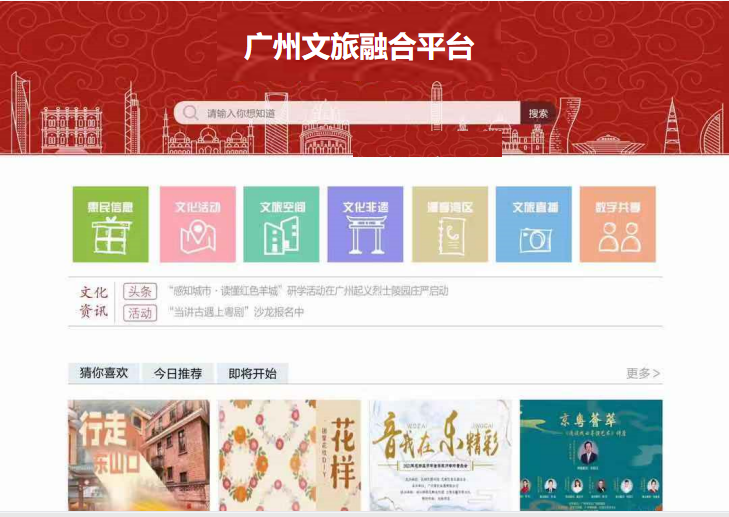 广州文旅融合平台
请输入你想知道
搜索
惠民信息
文化活动
文旅空间
文化非遗
湾区
文旅直播
数字共享
文化
资讯
头条
“感知城市·读懂红色羊城”研学活动在广州起义烈士陵园庄严启动
活动
“当讲古遇上粤剧”沙龙报名中
猜你喜欢
今日推荐
即将开始
更多>
行走
东山口
花样
DIY
音我在乐精彩
京粤荟萃